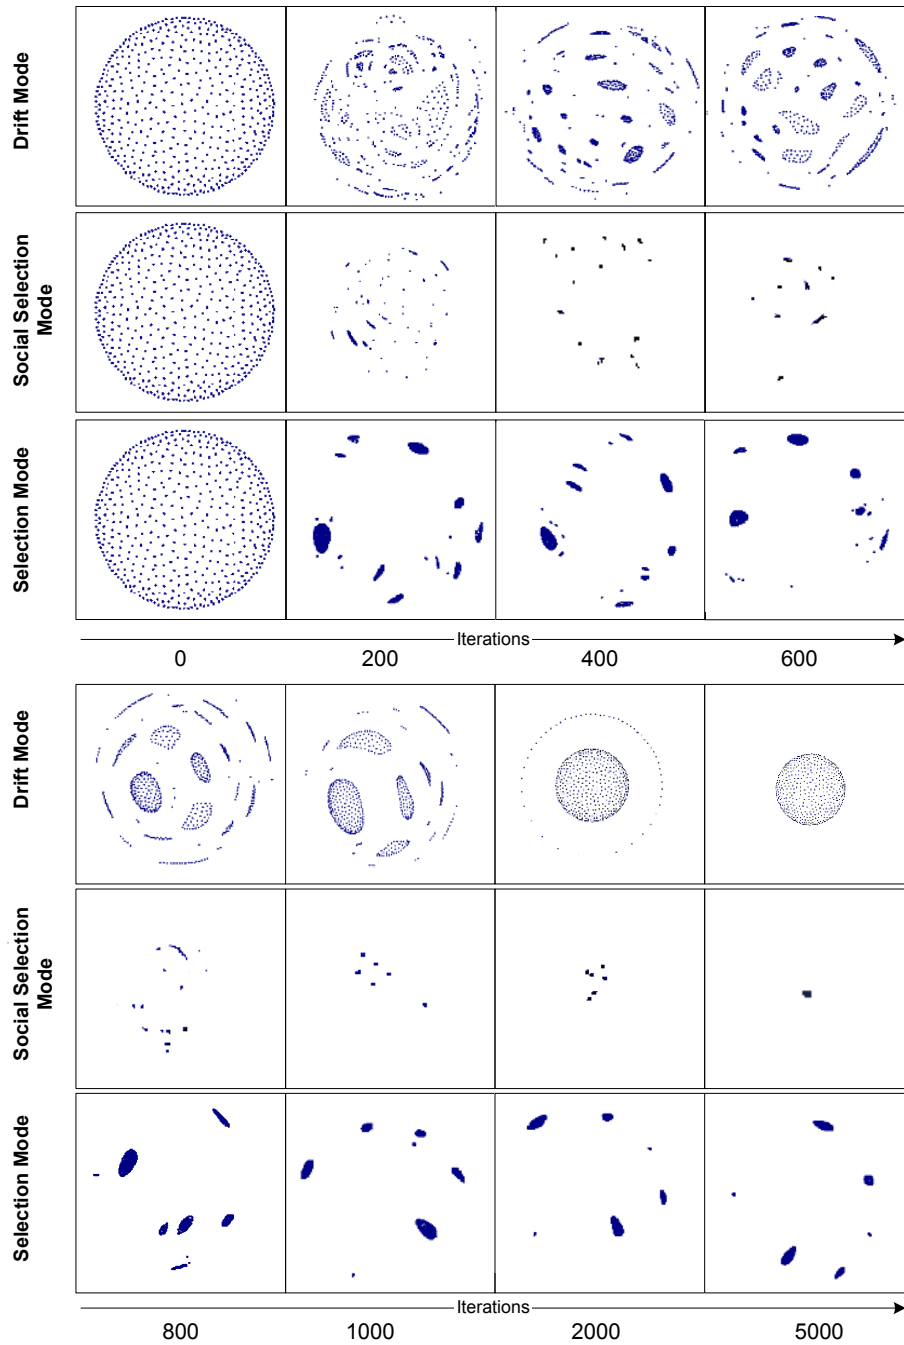 Drift Mode
Social Selection
Mode
Selection Mode
Iterations
0 200 400 600
Drift Mode
Social Selection
Mode
Selection Mode
Iterations
800 1000 2000 5000